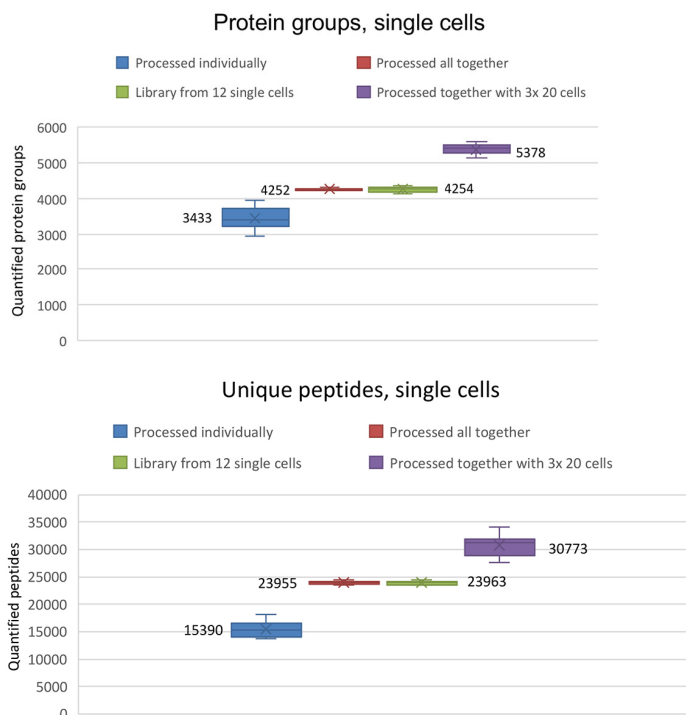 Protein groups, single cells
Processed individually
Processed all together
Library from 12 single cells
Processed together with 3x 20 cells
Quantified protein groups
6000
5000
4000
3000
2000
1000
0
3433
4252
4254
5378
Unique peptides, single cells
Processed individually
Processed all together
Library from 12 single cells
Processed together with 3x 20 cells
Quantified peptides
40000
35000
30000
25000
20000
15000
10000
5000
0
15390
23955
23963
30773